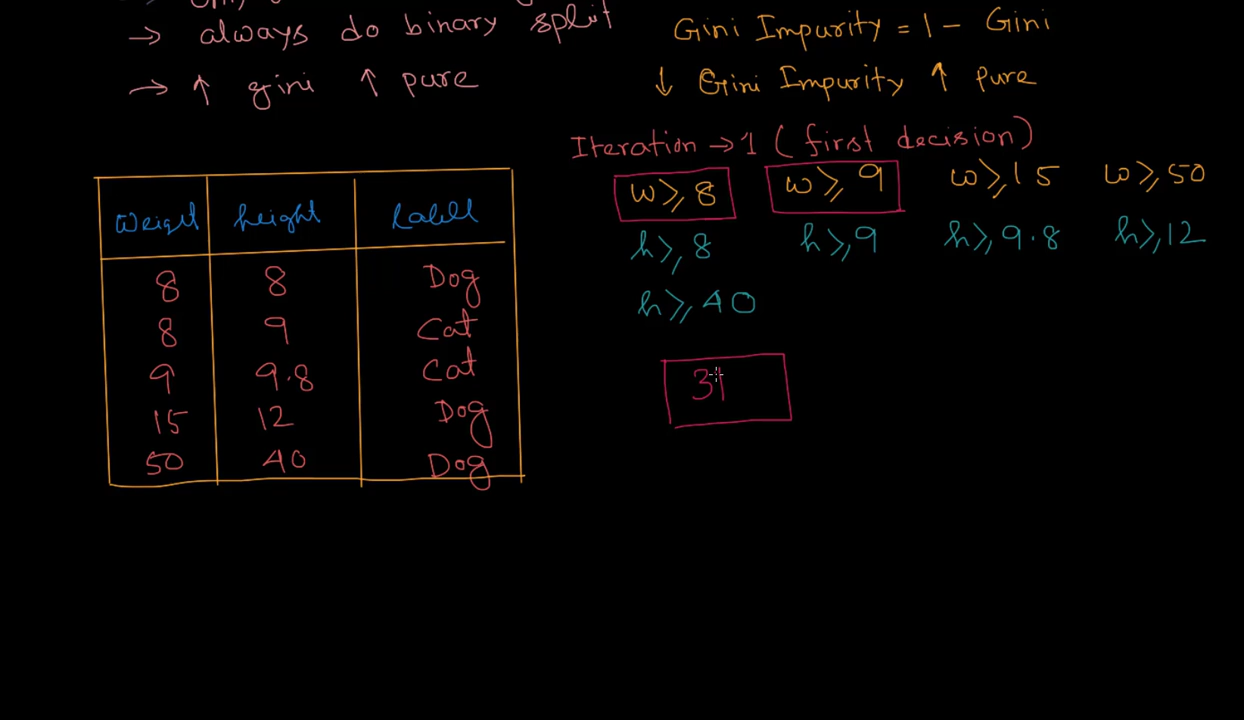 → always do binary split
→ ↑ gini ↑ pure
Gini Impurity = 1 - Gini
↓ Gini Impurity ↑ Pure
Iteration → 1 (first decision)
w ≥ 8 w ≥ 9 w ≥ 15 w ≥ 50
h ≥ 8 h ≥ 9 h ≥ 9.8 h ≥ 12
h ≥ 40
weight height Labell
8 8 Dog
8 9 Cat
9 9.8 Cat
15 12 Dog
50 40 Dog